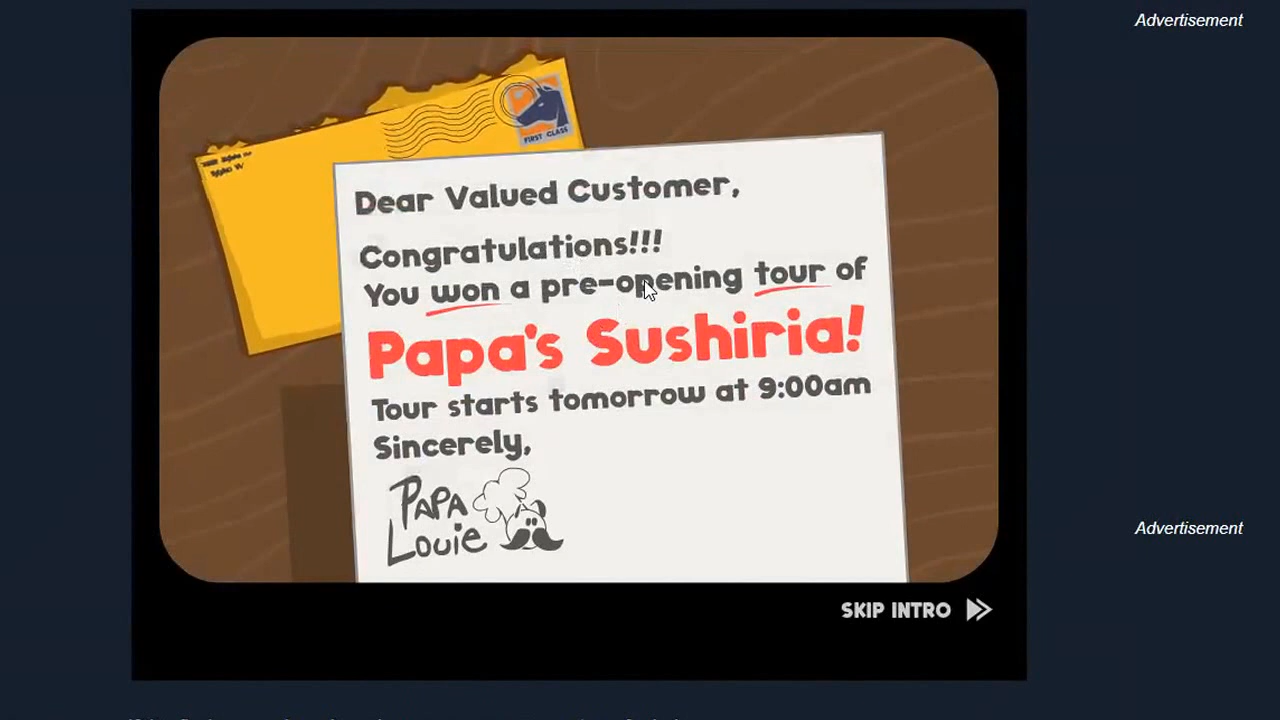 Advertisement
FIRST CLASS
Dear Valued Customer,
Congratulations!!!
You won a pre-opening tour of
Papa's Sushiria!
Tour starts tomorrow at 9:00am
Sincerely,
PAPA
Louie
Advertisement
SKIP INTRO